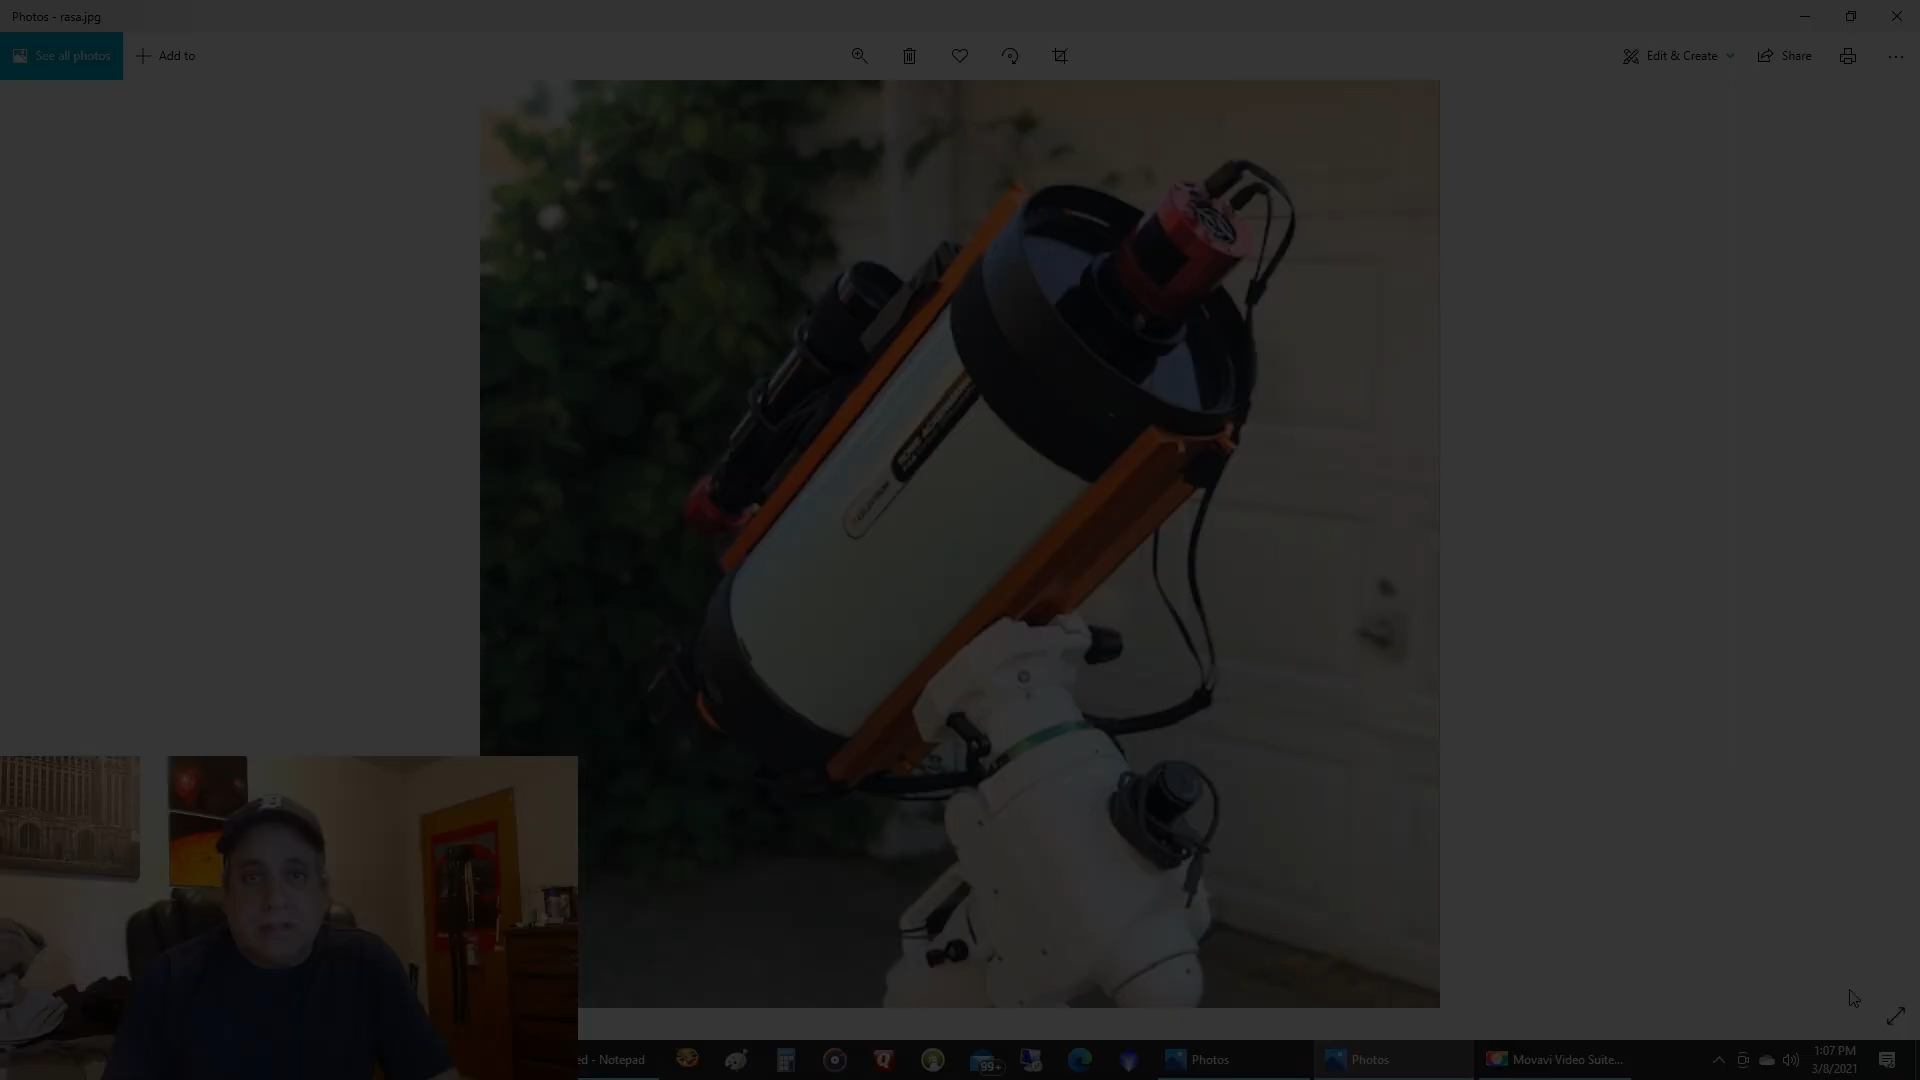 Photos - rasa.jpg
See all photos
Add to
Edit & Create
Share
CELESTRON
ed - Notepad
99+
Photos
Photos
Movavi Video Suite...
1:07 PM
3/8/2021